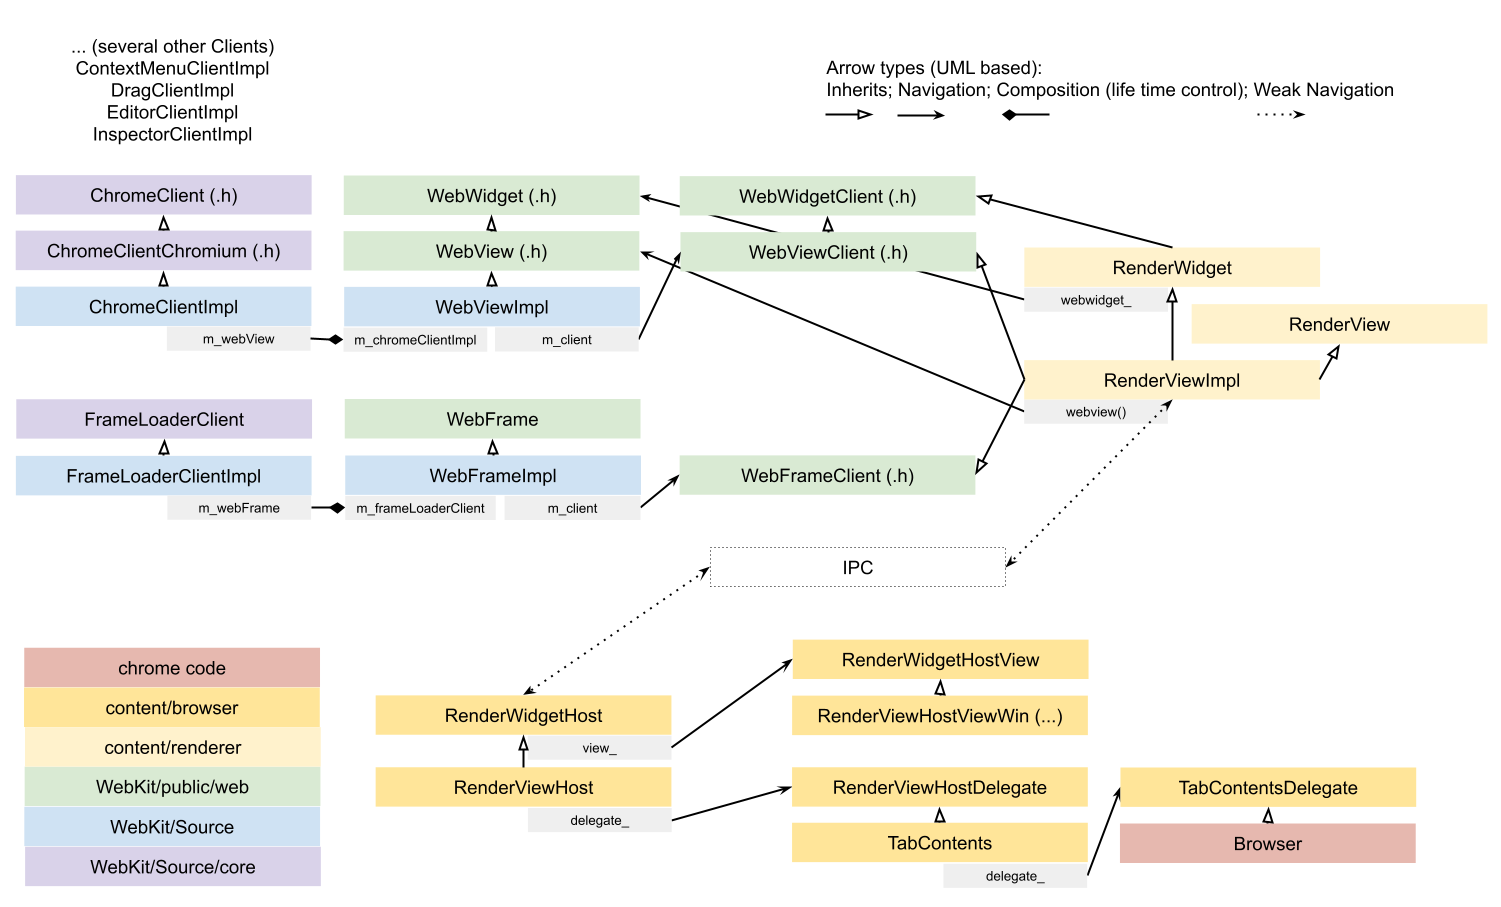 ... (several other Clients)
ContextMenuClientImpl
DragClientImpl
EditorClientImpl
InspectorClientImpl
Arrow types (UML based):
Inherits; Navigation; Composition (life time control); Weak Navigation
ChromeClient (.h)
WebWidget (.h)
WebWidgetClient (.h)
ChromeClientChromium (.h)
WebView (.h)
WebViewClient (.h)
RenderWidget
webwidget_
ChromeClientImpl
WebViewImpl
RenderView
m_webView
m_chromeClientImpl
m_client
RenderViewImpl
webview()
FrameLoaderClient
WebFrame
FrameLoaderClientImpl
WebFrameImpl
WebFrameClient (.h)
m_webFrame
m_frameLoaderClient
m_client
IPC
chrome code
content/browser
content/renderer
WebKit/public/web
WebKit/Source
WebKit/Source/core
RenderWidgetHost
view_
RenderViewHost
delegate_
RenderWidgetHostView
RenderViewHostViewWin (...)
RenderViewHostDelegate
TabContents
delegate_
TabContentsDelegate
Browser